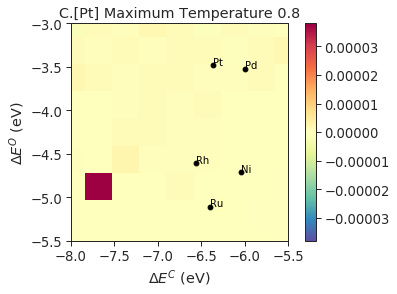 C.[Pt] Maximum Temperature 0.8
−3.0
−3.5
−4.0
−4.5
−5.0
−5.5
ΔE^O (eV)
Pt
Pd
Rh
Ni
Ru
−8.0 −7.5 −7.0 −6.5 −6.0 −5.5
ΔE^C (eV)
0.00003
0.00002
0.00001
0.00000
−0.00001
−0.00002
−0.00003